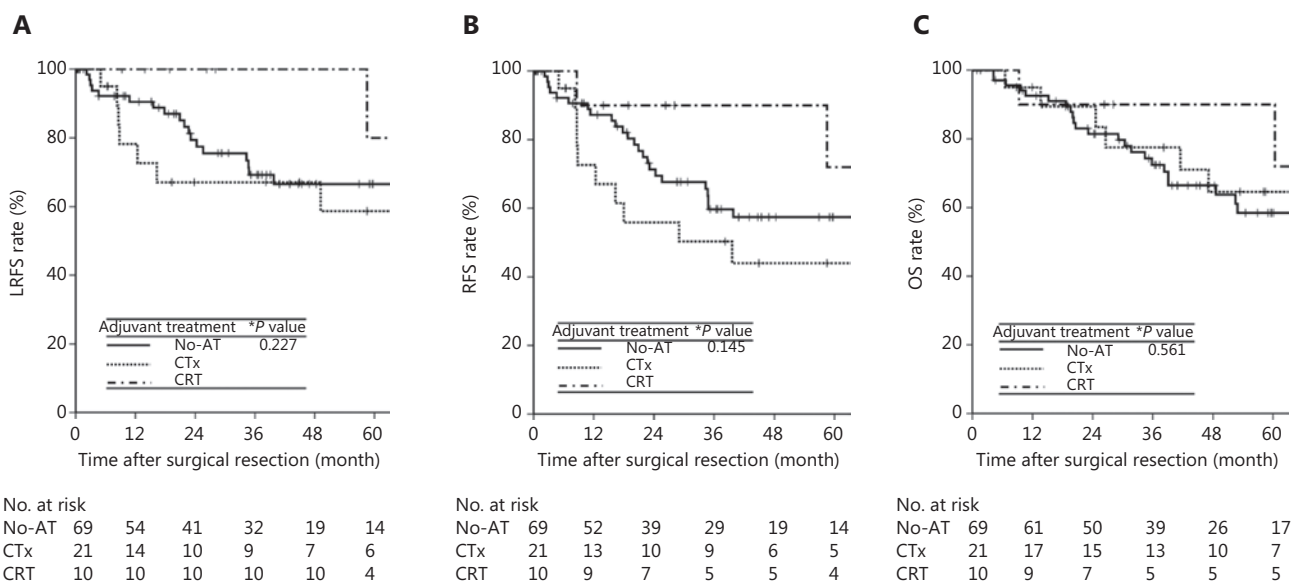 A
100
80
60
40
20
0
LRFS rate (%)
Adjuvant treatment *P value
No-AT 0.227
CTx
CRT
0 12 24 36 48 60
Time after surgical resection (month)
No. at risk
No-AT 69 54 41 32 19 14
CTx 21 14 10 9 7 6
CRT 10 10 10 10 10 4
B
100
80
60
40
20
0
RFS rate (%)
Adjuvant treatment *P value
No-AT 0.145
CTx
CRT
0 12 24 36 48 60
Time after surgical resection (month)
No. at risk
No-AT 69 52 39 29 19 14
CTx 21 13 10 9 6 5
CRT 10 9 7 5 5 4
C
100
80
60
40
20
0
OS rate (%)
Adjuvant treatment *P value
No-AT 0.561
CTx
CRT
0 12 24 36 48 60
Time after surgical resection (month)
No. at risk
No-AT 69 61 50 39 26 17
CTx 21 17 15 13 10 7
CRT 10 9 7 5 5 5